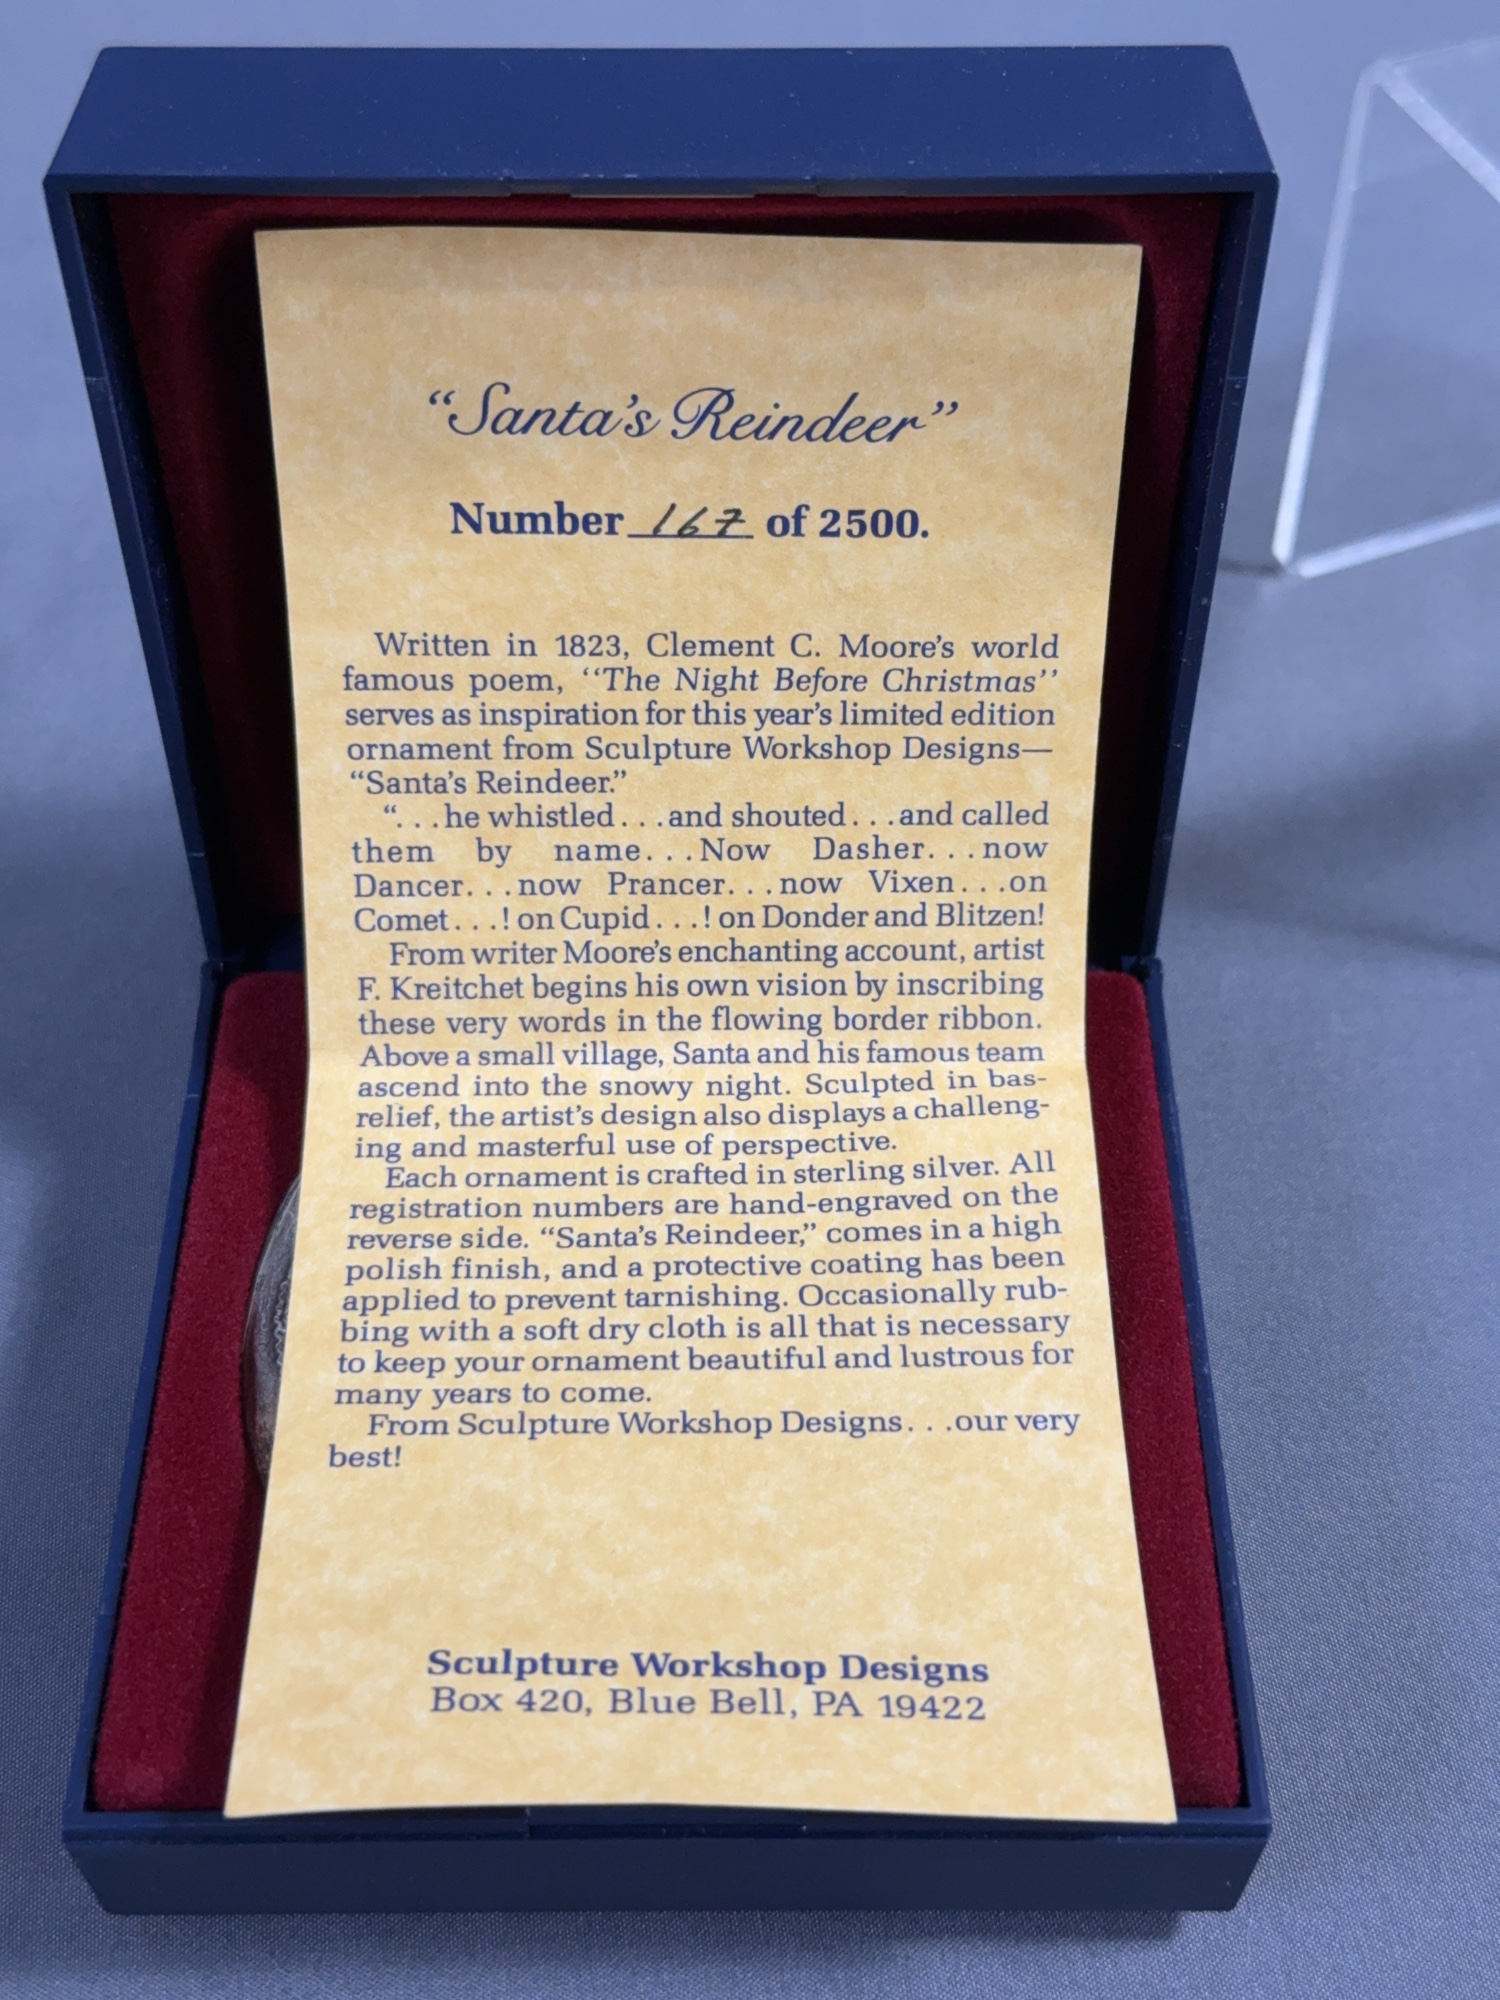 “Santa’s Reindeer”
Number 167 of 2500.
Written in 1823, Clement C. Moore’s world
famous poem, ‘‘The Night Before Christmas’’
serves as inspiration for this year’s limited edition
ornament from Sculpture Workshop Designs—
“Santa’s Reindeer.”
“. . . he whistled . . . and shouted . . . and called
them by name. . . Now Dasher. . . now
Dancer. . . now Prancer. . . now Vixen . . . on
Comet . . . ! on Cupid . . . ! on Donder and Blitzen!
From writer Moore’s enchanting account, artist
F. Kreitchet begins his own vision by inscribing
these very words in the flowing border ribbon.
Above a small village, Santa and his famous team
ascend into the snowy night. Sculpted in bas-
relief, the artist’s design also displays a challeng-
ing and masterful use of perspective.
Each ornament is crafted in sterling silver. All
registration numbers are hand-engraved on the
reverse side. “Santa’s Reindeer,” comes in a high
polish finish, and a protective coating has been
applied to prevent tarnishing. Occasionally rub-
bing with a soft dry cloth is all that is necessary
to keep your ornament beautiful and lustrous for
many years to come.
From Sculpture Workshop Designs . . . our very
best!
Sculpture Workshop Designs
Box 420, Blue Bell, PA 19422